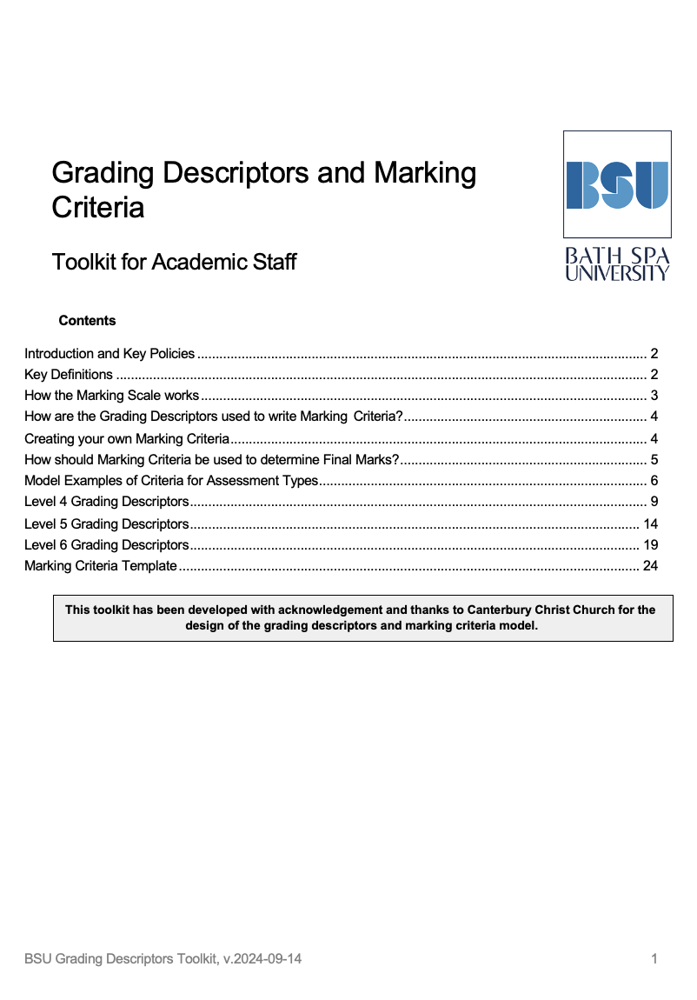 Grading Descriptors and Marking
Criteria
Toolkit for Academic Staff
BSU
BATH SPA
UNIVERSITY
Contents
Introduction and Key Policies ........................................................................................................................... 2
Key Definitions ................................................................................................................................................. 2
How the Marking Scale works.......................................................................................................................... 3
How are the Grading Descriptors used to write Marking Criteria?................................................................... 4
Creating your own Marking Criteria.................................................................................................................. 4
How should Marking Criteria be used to determine Final Marks?.................................................................... 5
Model Examples of Criteria for Assessment Types.......................................................................................... 6
Level 4 Grading Descriptors............................................................................................................................. 9
Level 5 Grading Descriptors........................................................................................................................... 14
Level 6 Grading Descriptors........................................................................................................................... 19
Marking Criteria Template.............................................................................................................................. 24
This toolkit has been developed with acknowledgement and thanks to Canterbury Christ Church for the
design of the grading descriptors and marking criteria model.
BSU Grading Descriptors Toolkit, v.2024-09-14 1